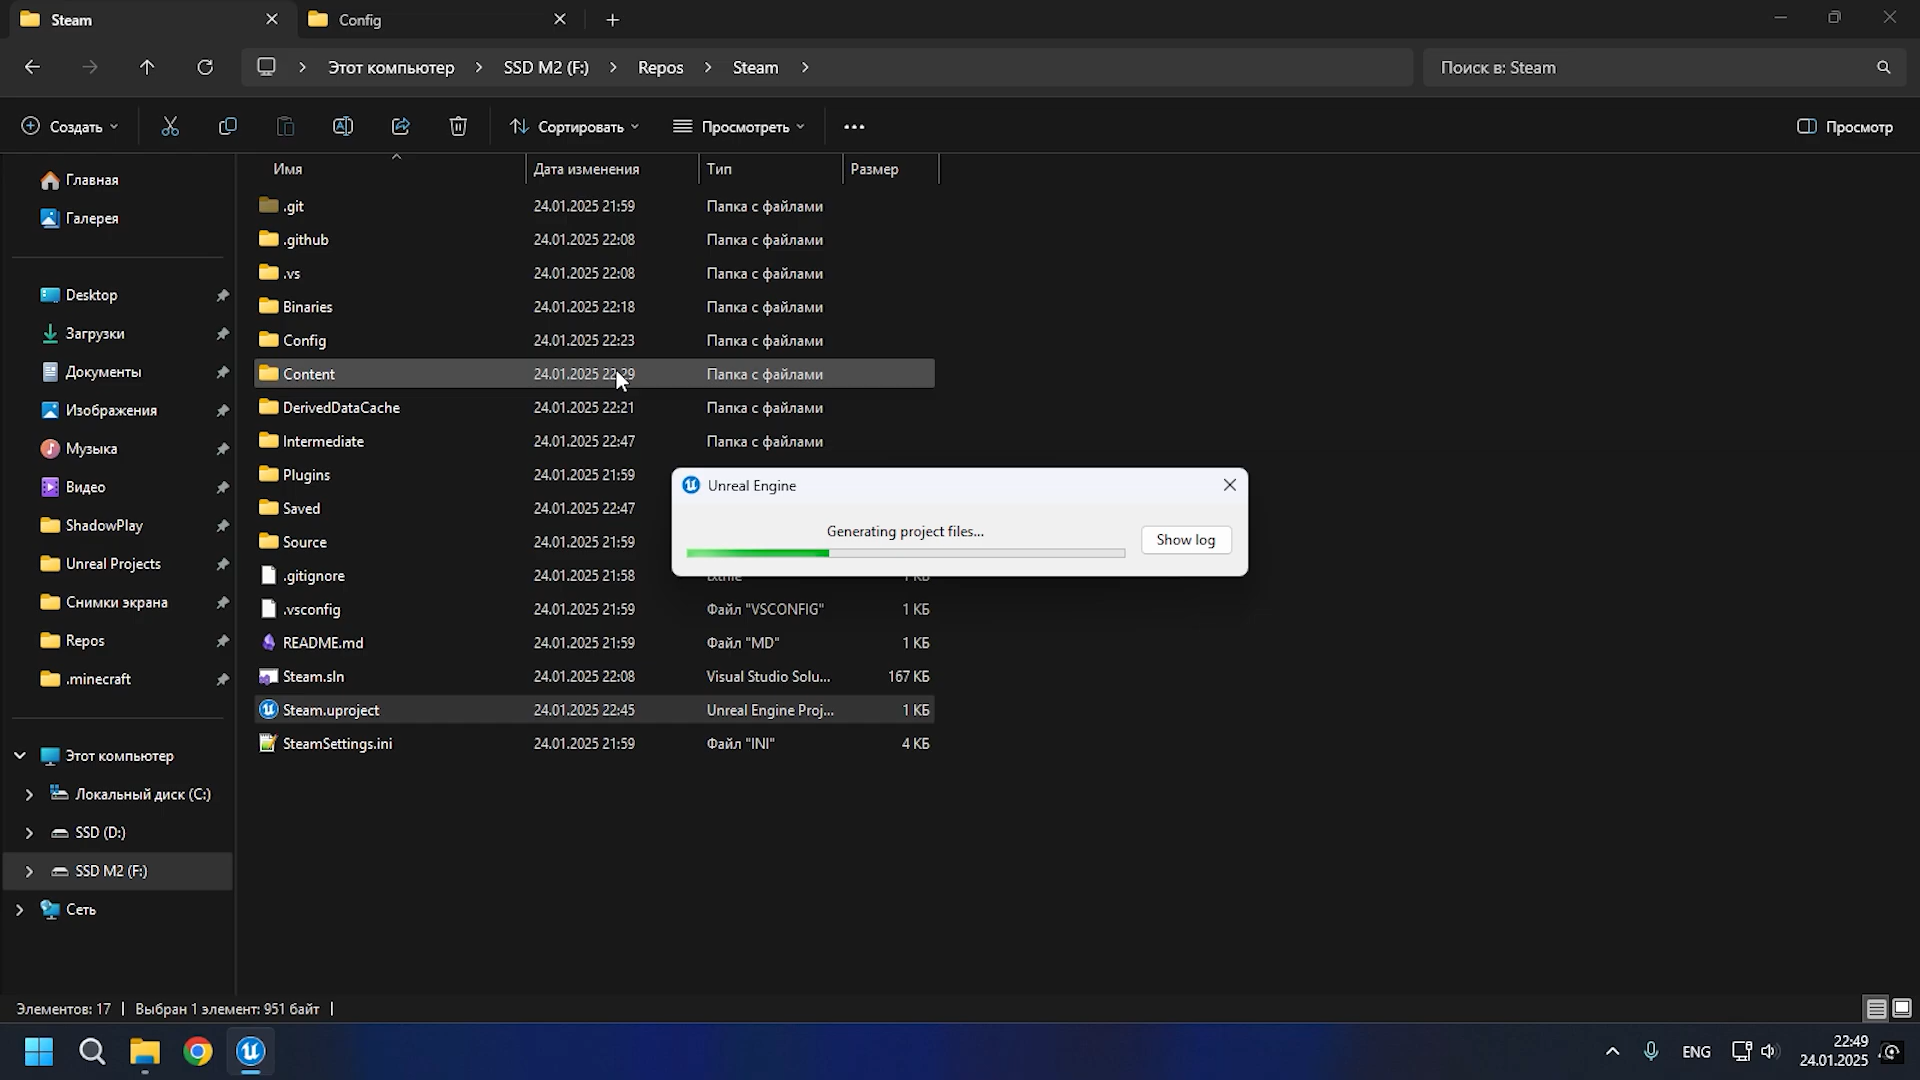 Steam
Config
Этот компьютер
SSD M2 (F:)
Repos
Steam
Поиск в: Steam
Создать
Сортировать
Просмотреть
Просмотр
Имя
Дата изменения
Тип
Размер
Главная
Галерея
Desktop
Загрузки
Документы
Изображения
Музыка
Видео
ShadowPlay
Unreal Projects
Снимки экрана
Repos
.minecraft
Этот компьютер
Локальный диск (C:)
SSD (D:)
SSD M2 (F:)
Сеть
.git 24.01.2025 21:59 Папка с файлами
.github 24.01.2025 22:08 Папка с файлами
.vs 24.01.2025 22:08 Папка с файлами
Binaries 24.01.2025 22:18 Папка с файлами
Config 24.01.2025 22:23 Папка с файлами
Content 24.01.2025 22:29 Папка с файлами
DerivedDataCache 24.01.2025 22:21 Папка с файлами
Intermediate 24.01.2025 22:47 Папка с файлами
Plugins 24.01.2025 21:59
Saved 24.01.2025 22:47
Source 24.01.2025 21:59
.gitignore 24.01.2025 21:58
.vsconfig 24.01.2025 21:59 Файл "VSCONFIG" 1 КБ
README.md 24.01.2025 21:59 Файл "MD" 1 КБ
Steam.sln 24.01.2025 22:08 Visual Studio Solu... 167 КБ
Steam.uproject 24.01.2025 22:45 Unreal Engine Proj... 1 КБ
SteamSettings.ini 24.01.2025 21:59 Файл "INI" 4 КБ
Unreal Engine
Generating project files...
Show log
Элементов: 17
Выбран 1 элемент: 951 байт
ENG
22:49
24.01.2025